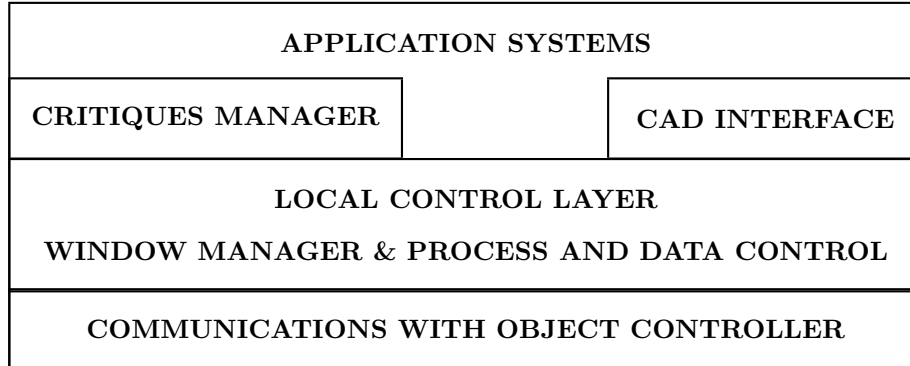 APPLICATION SYSTEMS
CRITIQUES MANAGER
CAD INTERFACE
LOCAL CONTROL LAYER
WINDOW MANAGER & PROCESS AND DATA CONTROL
COMMUNICATIONS WITH OBJECT CONTROLLER